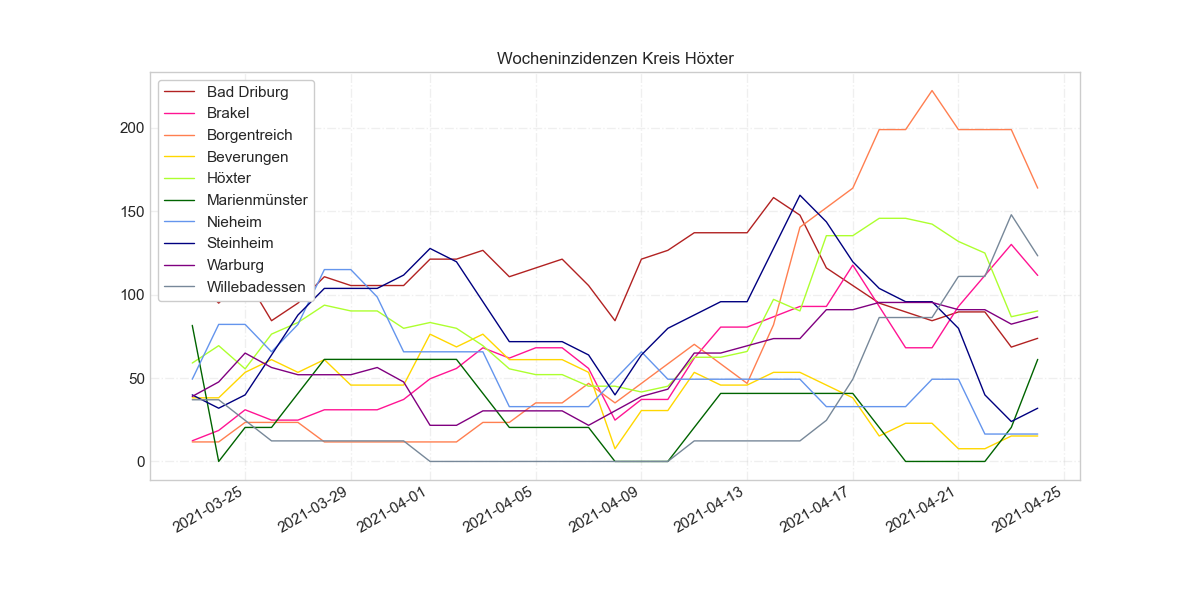 Wocheninzidenzen Kreis Höxter
Bad Driburg
Brakel
Borgentreich
Beverungen
Höxter
Marienmünster
Nieheim
Steinheim
Warburg
Willebadessen
200
150
100
50
0
2021-03-25
2021-03-29
2021-04-01
2021-04-05
2021-04-09
2021-04-13
2021-04-17
2021-04-21
2021-04-25